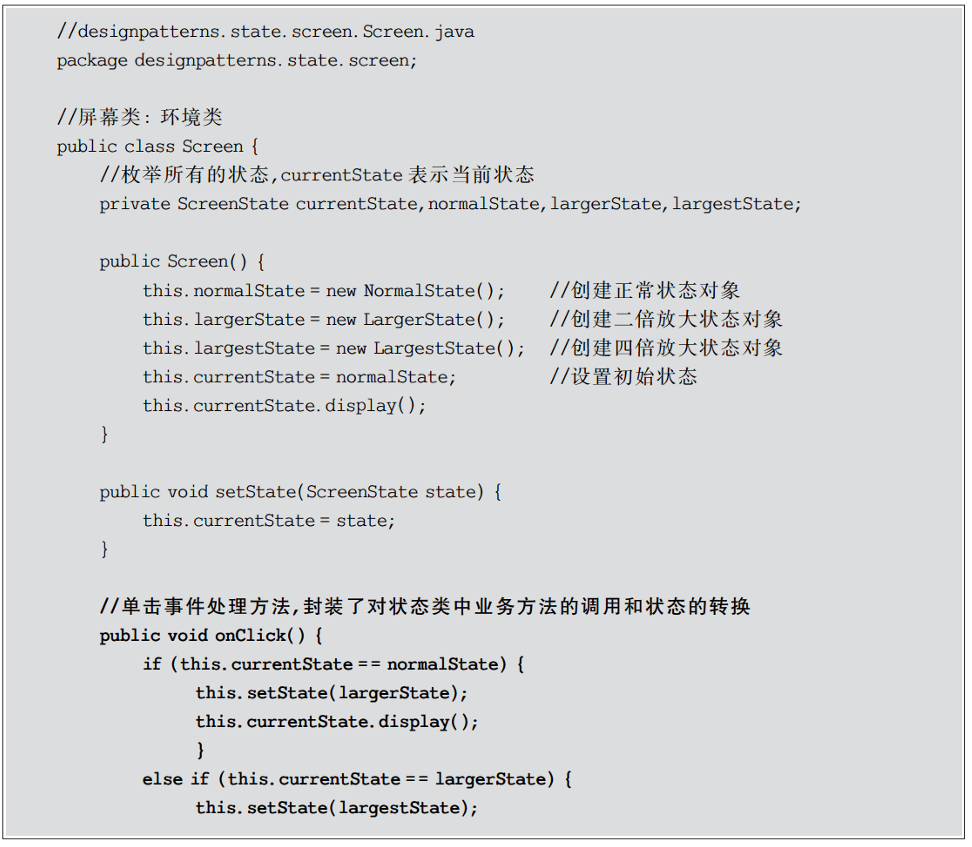 //designpatterns.state.screen.Screen.java
package designpatterns.state.screen;
//屏幕类: 环境类
public class Screen {
//枚举所有的状态,currentState 表示当前状态
private ScreenState currentState,normalState,largerState,largestState;
public Screen() {
this.normalState = new NormalState(); //创建正常状态对象
this.largerState = new LargerState(); //创建二倍放大状态对象
this.largestState = new LargestState(); //创建四倍放大状态对象
this.currentState = normalState; //设置初始状态
this.currentState.display();
}
public void setState(ScreenState state) {
this.currentState = state;
}
//单击事件处理方法,封装了对状态类中业务方法的调用和状态的转换
public void onClick() {
if (this.currentState == normalState) {
this.setState(largerState);
this.currentState.display();
}
else if (this.currentState == largerState) {
this.setState(largestState);